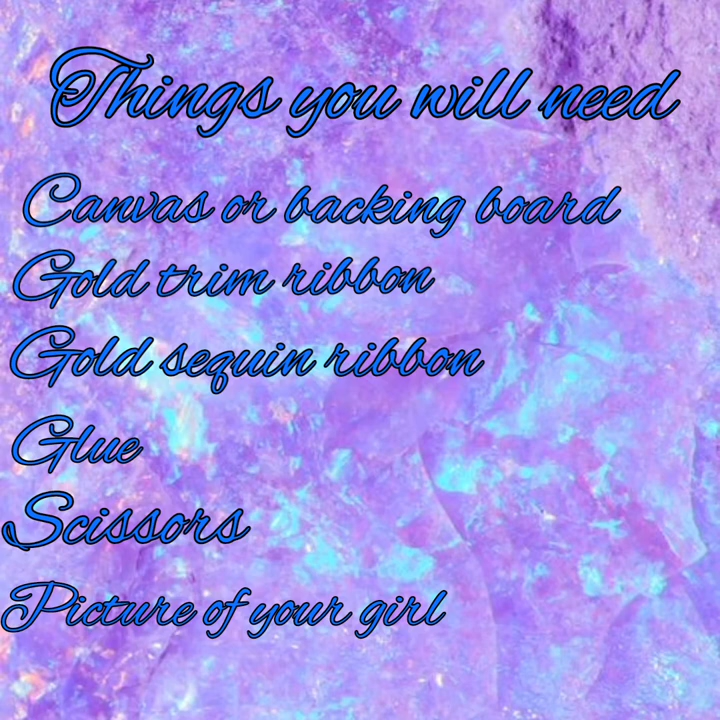 Things you will need
Canvas or backing board
Gold trim ribbon
Gold sequin ribbon
Glue
Scissors
Picture of your girl